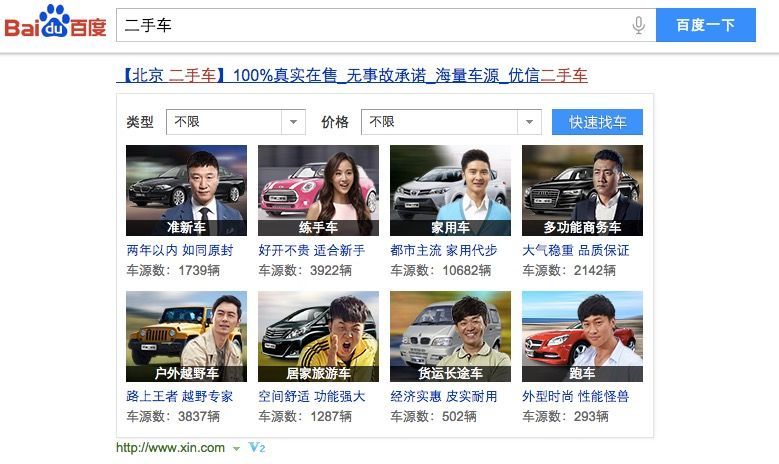 Bai du 百度 二手车 百度一下
【北京 二手车】100%真实在售_无事故承诺_海量车源_优信二手车
类型 不限 价格 不限 快速找车
准新车 练手车 家用车 多功能商务车
两年以内 如同原封 好开不贵 适合新手 都市主流 家用代步 大气稳重 品质保证
车源数：1739辆 车源数：3922辆 车源数：10682辆 车源数：2142辆
户外越野车 居家旅游车 货运长途车 跑车
路上王者 越野专家 空间舒适 功能强大 经济实惠 皮实耐用 外型时尚 性能怪兽
车源数：3837辆 车源数：1287辆 车源数：502辆 车源数：293辆
http://www.xin.com V2